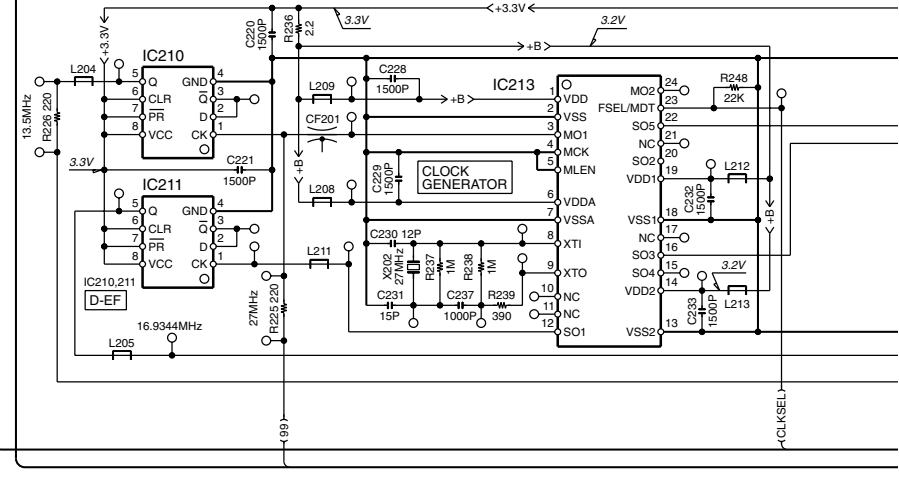 +3.3V
3.3V
3.2V
+3.3V
C220
1500P
R236
2.2
+B
IC210
L204
5 Q GND 4
6 CLR Q 3
7 PR D 2
8 VCC CK 1
13.5MHz
R226 220
3.3V
C221
1500P
L209
CF201
+B
L208
C228
1500P
+B
C229
1500P
CLOCK
GENERATOR
IC213
1 VDD
2 VSS
3 MO1
4 MCK
5 MLEN
6 VDDA
7 VSSA
8 XTI
9 XTO
10 NC
11 NC
12 SO1
MO2 24
FSEL/MDT 23
SO5 22
NC 21
SO2 20
VDD1 19
VSS1 18
NC 17
SO3 16
SO4 15
VDD2 14
VSS2 13
R248
22K
L212
C232
1500P
+B
3.2V
L213
C233
1500P
IC211
5 Q GND 4
6 CLR Q 3
7 PR D 2
8 VCC CK 1
IC210,211
D-EF
L211
C230 12P
X202
27MHz
R237
1M
R238
1M
C231
15P
C237
1000P
R239
390
27MHz
R225 220
16.9344MHz
L205
(99)
(CLKSEL)